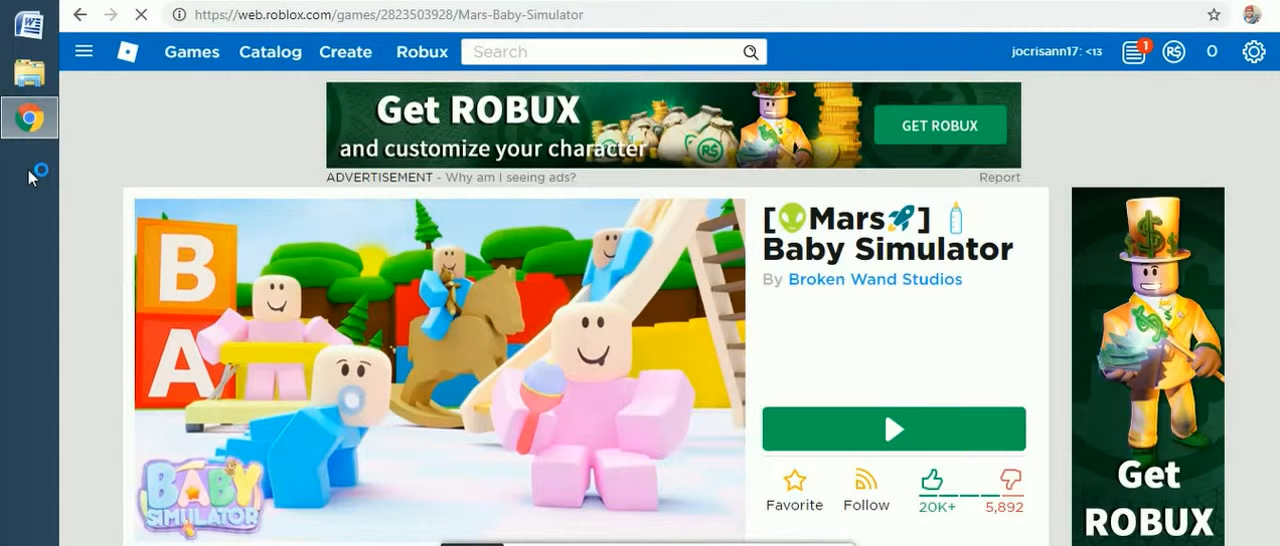 https://web.roblox.com/games/2823503928/Mars-Baby-Simulator
Games Catalog Create Robux Search jocrisann17: <13 1 R$ 0
Get ROBUX
and customize your character
R$
GET ROBUX
ADVERTISEMENT - Why am I seeing ads? Report
[👽Mars🚀] 🍼
Baby Simulator
By Broken Wand Studios
B
A
BABY
SIMULATOR
Favorite Follow 20K+ 5,892
Get
ROBUX
W